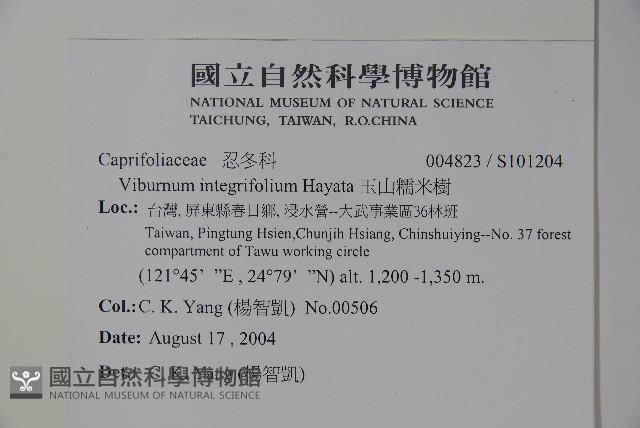 國立自然科學博物館
NATIONAL MUSEUM OF NATURAL SCIENCE
TAICHUNG, TAIWAN, R.O.CHINA
Caprifoliaceae 忍冬科 004823 / S101204
Viburnum integrifolium Hayata 玉山糯米樹
Loc.: 台灣, 屏東縣春日鄉, 浸水營--大武事業區36林班
Taiwan, Pingtung Hsien,Chunjih Hsiang, Chinshuiying--No. 37 forest
compartment of Tawu working circle
(121°45’ ”E , 24°79’ ”N) alt. 1,200 -1,350 m.
Col.: C. K. Yang (楊智凱) No.00506
Date: August 17 , 2004
Det.: C. K. Yang (楊智凱)
國立自然科學博物館
NATIONAL MUSEUM OF NATURAL SCIENCE